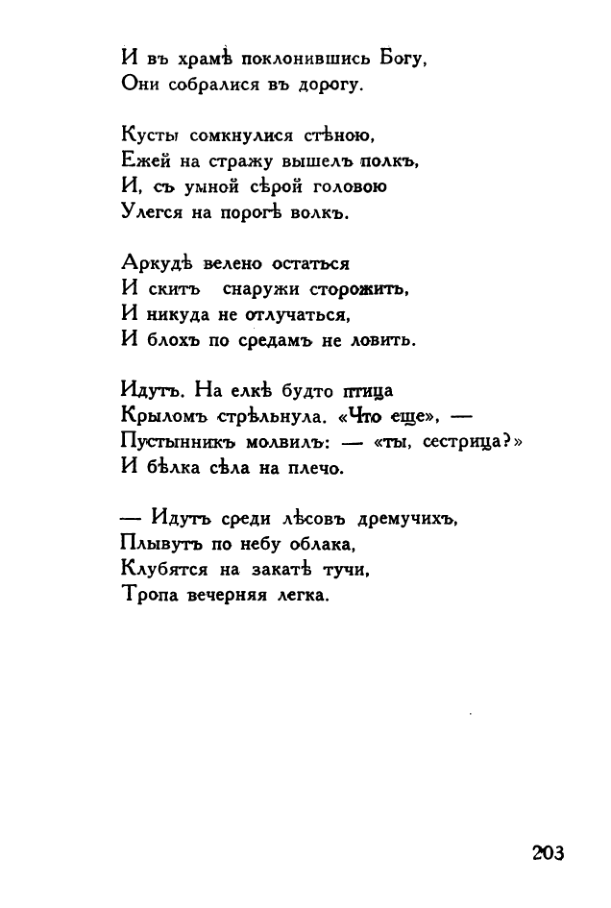 И въ храмѣ поклонившись Богу,
Они собралися въ дорогу.
Кусты сомкнулися стѣною,
Ежей на стражу вышелъ полкъ,
И, съ умной сѣрой головою
Улегся на порогѣ волкъ.
Аркудѣ велено остаться
И скитъ снаружи сторожить,
И никуда не отлучаться,
И блохъ по средамъ не ловить.
Идутъ. На елкѣ будто птица
Крыломъ стрѣльнула. «Что еще», —
Пустынникъ молвилъ: — «ты, сестрица?»
И бѣлка сѣла на плечо.
— Идутъ среди лѣсовъ дремучихъ,
Плывутъ по небу облака,
Клубятся на закатѣ тучи,
Тропа вечерняя легка.
203